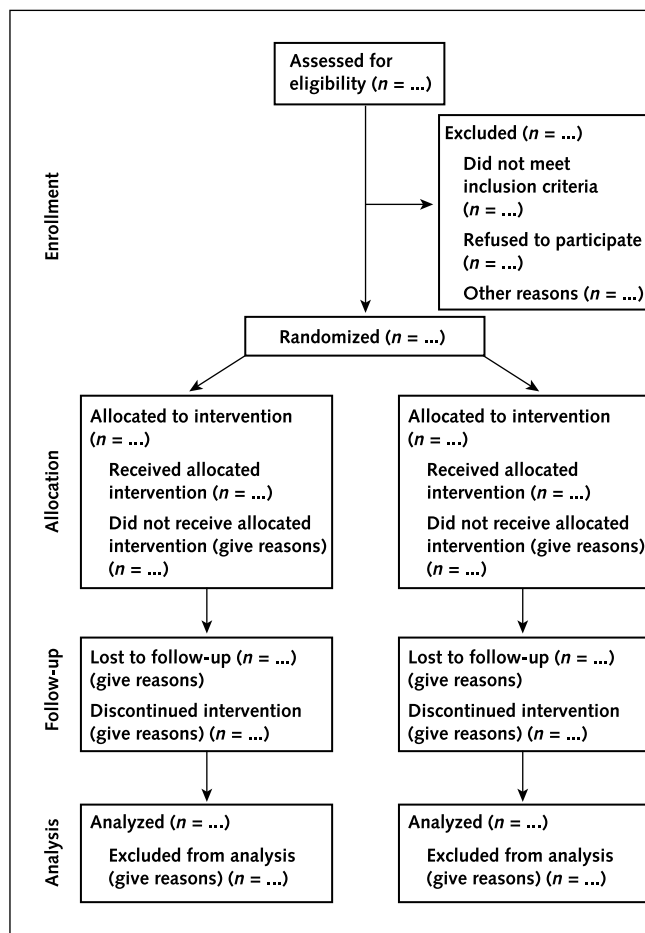 Assessed for
eligibility (n = ...)
Enrollment
Excluded (n = ...)
Did not meet
inclusion criteria
(n = ...)
Refused to participate
(n = ...)
Other reasons (n = ...)
Randomized (n = ...)
Allocation
Allocated to intervention
(n = ...)
Received allocated
intervention (n = ...)
Did not receive allocated
intervention (give reasons)
(n = ...)
Allocated to intervention
(n = ...)
Received allocated
intervention (n = ...)
Did not receive allocated
intervention (give reasons)
(n = ...)
Follow-up
Lost to follow-up (n = ...)
(give reasons)
Discontinued intervention
(give reasons) (n = ...)
Lost to follow-up (n = ...)
(give reasons)
Discontinued intervention
(give reasons) (n = ...)
Analysis
Analyzed (n = ...)
Excluded from analysis
(give reasons) (n = ...)
Analyzed (n = ...)
Excluded from analysis
(give reasons) (n = ...)